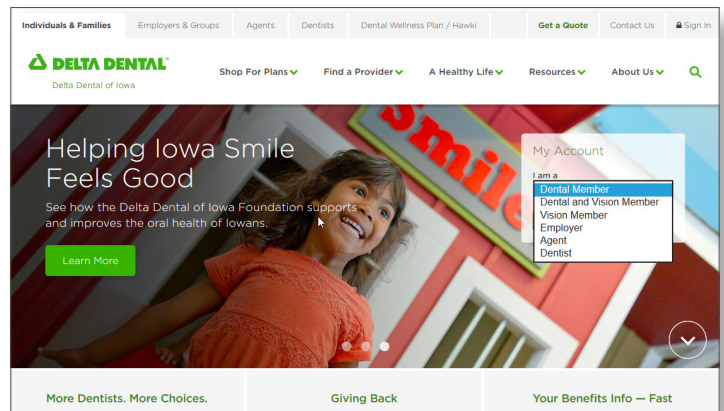 Individuals & Families
Employers & Groups
Agents
Dentists
Dental Wellness Plan / Hawki
Get a Quote
Contact Us
Sign In
DELTA DENTAL®
Delta Dental of Iowa
Shop For Plans
Find a Provider
A Healthy Life
Resources
About Us
Smile
Helping Iowa Smile
Feels Good
See how the Delta Dental of Iowa Foundation supports
and improves the oral health of Iowans.
Learn More
My Account
I am a
Dental Member
Dental and Vision Member
Vision Member
Employer
Agent
Dentist
More Dentists. More Choices.
Giving Back
Your Benefits Info — Fast